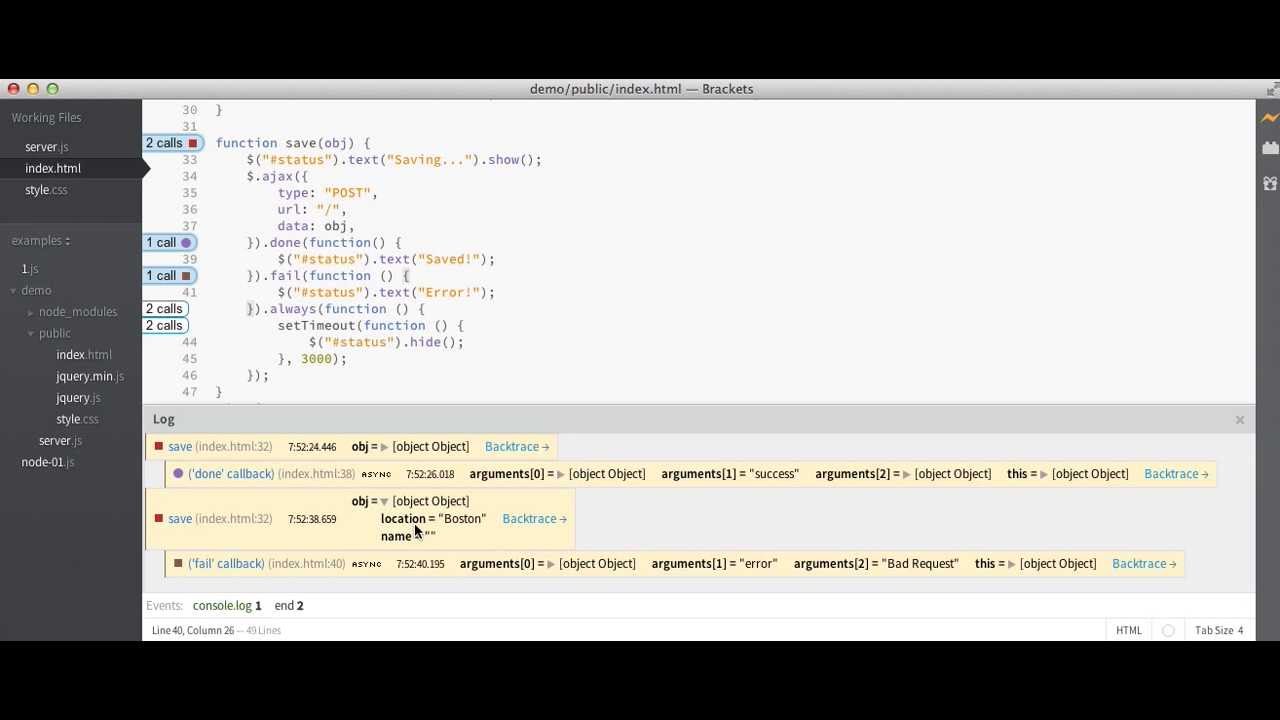 demo/public/index.html — Brackets
Working Files
server.js
index.html
style.css
examples
1.js
demo
node_modules
public
index.html
jquery.min.js
jquery.js
style.css
server.js
node-01.js
30 }
31
2 calls function save(obj) {
33 $("#status").text("Saving...").show();
34 $.ajax({
35 type: "POST",
36 url: "/",
37 data: obj,
1 call }).done(function() {
39 $("#status").text("Saved!");
1 call }).fail(function () {
41 $("#status").text("Error!");
2 calls }).always(function () {
2 calls setTimeout(function () {
44 $("#status").hide();
45 }, 3000);
46 });
47 }
Log ×
save (index.html:32) 7:52:24.446 obj = ▶ [object Object] Backtrace →
('done' callback) (index.html:38) ASYNC 7:52:26.018 arguments[0] = ▶ [object Object] arguments[1] = "success" arguments[2] = ▶ [object Object] this = ▶ [object Object] Backtrace →
obj = ▼ [object Object]
save (index.html:32) 7:52:38.659 location = "Boston" Backtrace →
name = ""
('fail' callback) (index.html:40) ASYNC 7:52:40.195 arguments[0] = ▶ [object Object] arguments[1] = "error" arguments[2] = "Bad Request" this = ▶ [object Object] Backtrace →
Events: console.log 1 end 2
Line 40, Column 26 — 49 Lines HTML Tab Size 4